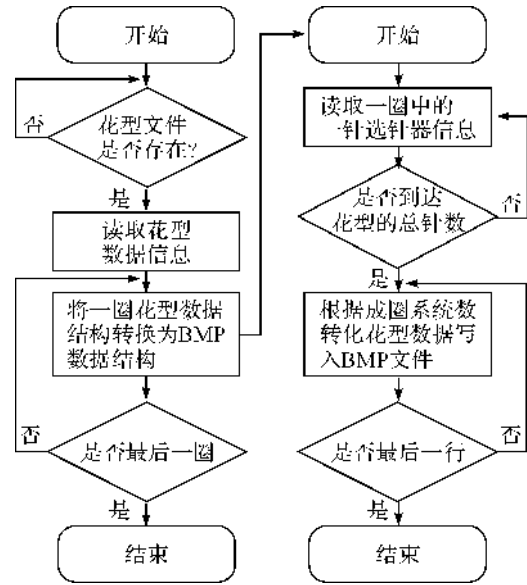 开始
否
花型文件
是否存在?
是
读取花型
数据信息
将一圈花型数据
结构转换为BMP
数据结构
否
是否最后一圈
是
结束
开始
读取一圈中的
一针选针器信息
是否到达
花型的总针数
否
是
根据成圈系统数
转化花型数据写
入BMP文件
否
是否最后一行
是
结束